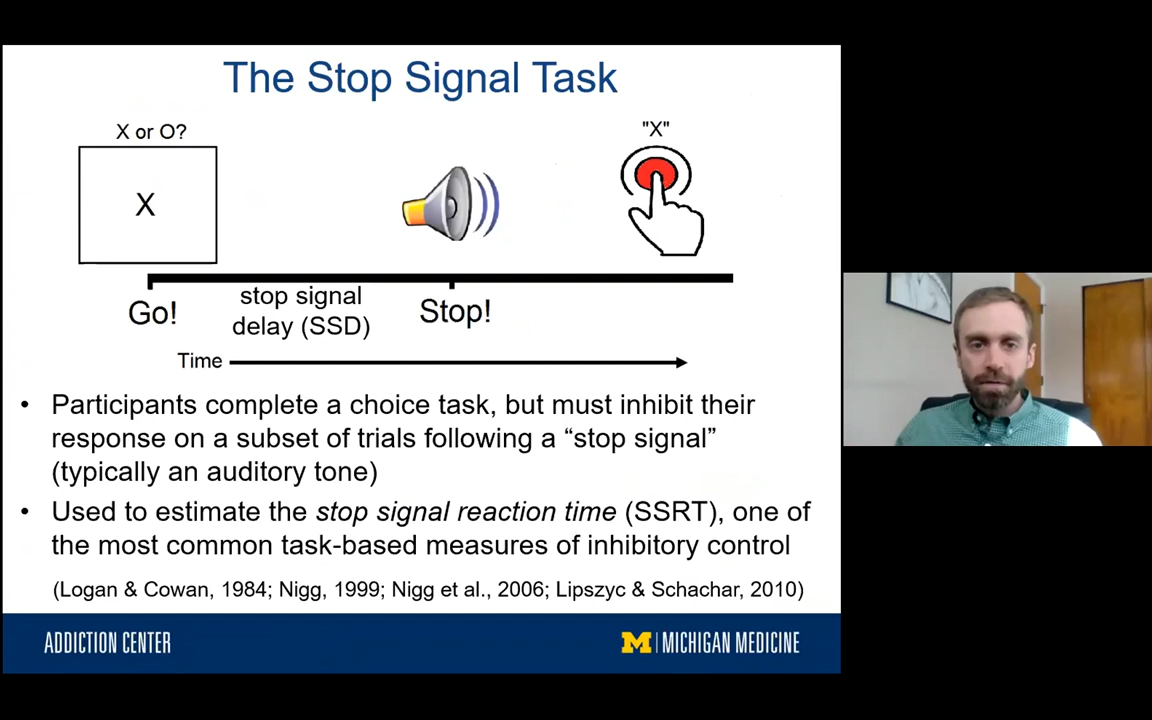 The Stop Signal Task
X or O?
"X"
X
Go!
stop signal
delay (SSD)
Stop!
Time
• Participants complete a choice task, but must inhibit their
response on a subset of trials following a “stop signal”
(typically an auditory tone)
• Used to estimate the stop signal reaction time (SSRT), one of
the most common task-based measures of inhibitory control
(Logan & Cowan, 1984; Nigg, 1999; Nigg et al., 2006; Lipszyc & Schachar, 2010)
ADDICTION CENTER
M | MICHIGAN MEDICINE